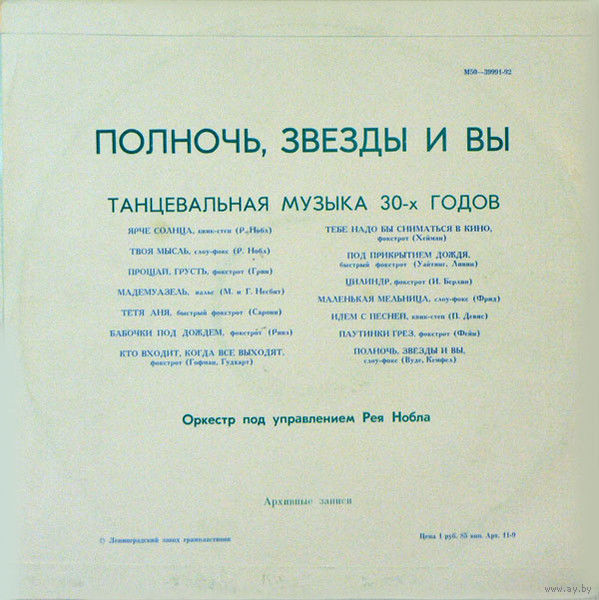 М50—39991-92
ПОЛНОЧЬ, ЗВЕЗДЫ И ВЫ
ТАНЦЕВАЛЬНАЯ МУЗЫКА 30-х ГОДОВ
ЯРЧЕ СОЛНЦА, квик-степ (Р. Нобл)
ТВОЯ МЫСЛЬ, слоу-фокс (Р. Нобл)
ПРОЩАЙ, ГРУСТЬ, фокстрот (Грин)
МАДЕМУАЗЕЛЬ, вальс (М. и Г. Несбит)
ТЕТЯ АНЯ, быстрый фокстрот (Сарони)
БАБОЧКИ ПОД ДОЖДЕМ, фокстрот (Ривз)
КТО ВХОДИТ, КОГДА ВСЕ ВЫХОДЯТ,
фокстрот (Гофман, Гудхарт)
ТЕБЕ НАДО БЫ СНИМАТЬСЯ В КИНО,
фокстрот (Хейман)
ПОД ПРИКРЫТИЕМ ДОЖДЯ,
быстрый фокстрот (Уайтинг, Ливин)
ЦИЛИНДР, фокстрот (И. Берлин)
МАЛЕНЬКАЯ МЕЛЬНИЦА, слоу-фокс (Фрид)
ИДЕМ С ПЕСНЕЙ, квик-степ (П. Девис)
ПАУТИНКИ ГРЕЗ, фокстрот (Фейн)
ПОЛНОЧЬ, ЗВЕЗДЫ И ВЫ,
слоу-фокс (Вудс, Кемфел)
Оркестр под управлением Рея Нобла
Архивные записи
© Ленинградский завод грампластинок
Цена 1 руб. 85 коп. Арт. 11-9
www.ay.by